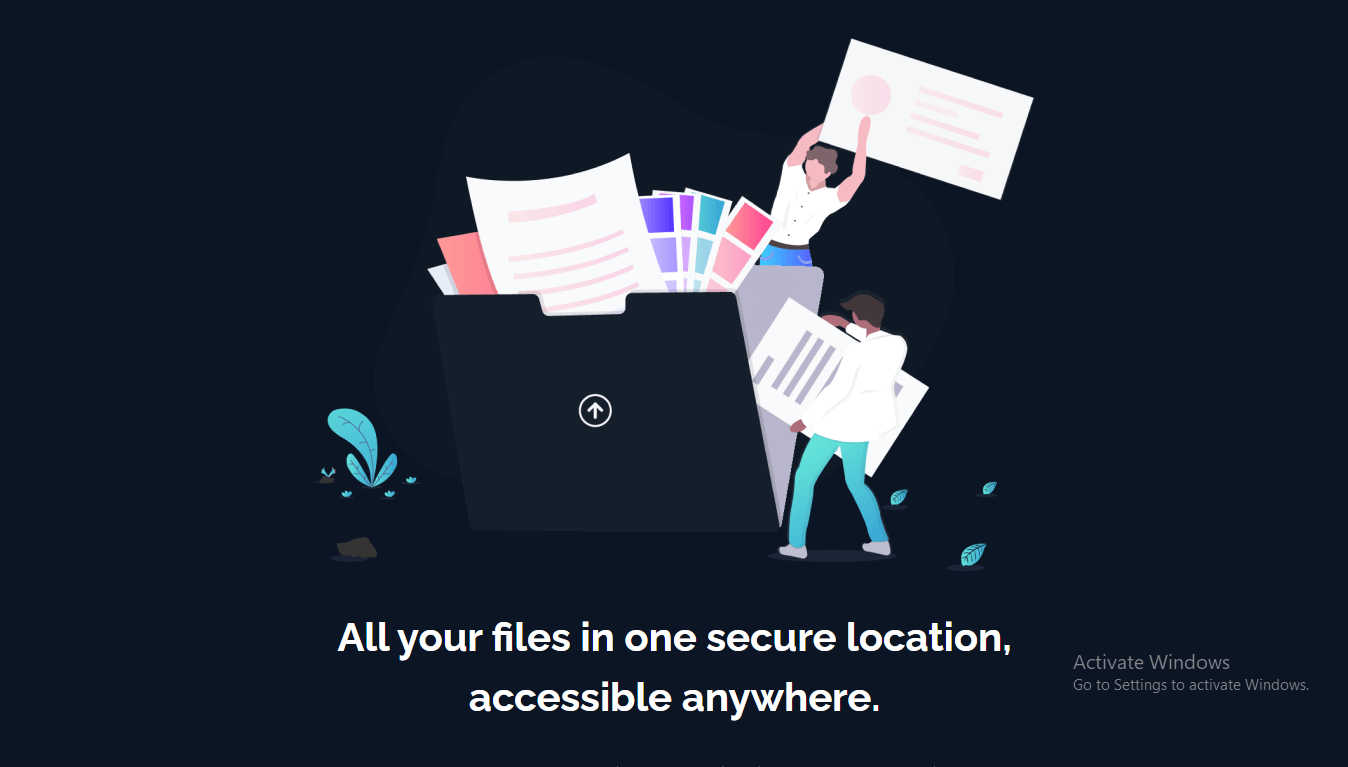 All your files in one secure location,
accessible anywhere.
Activate Windows
Go to Settings to activate Windows.